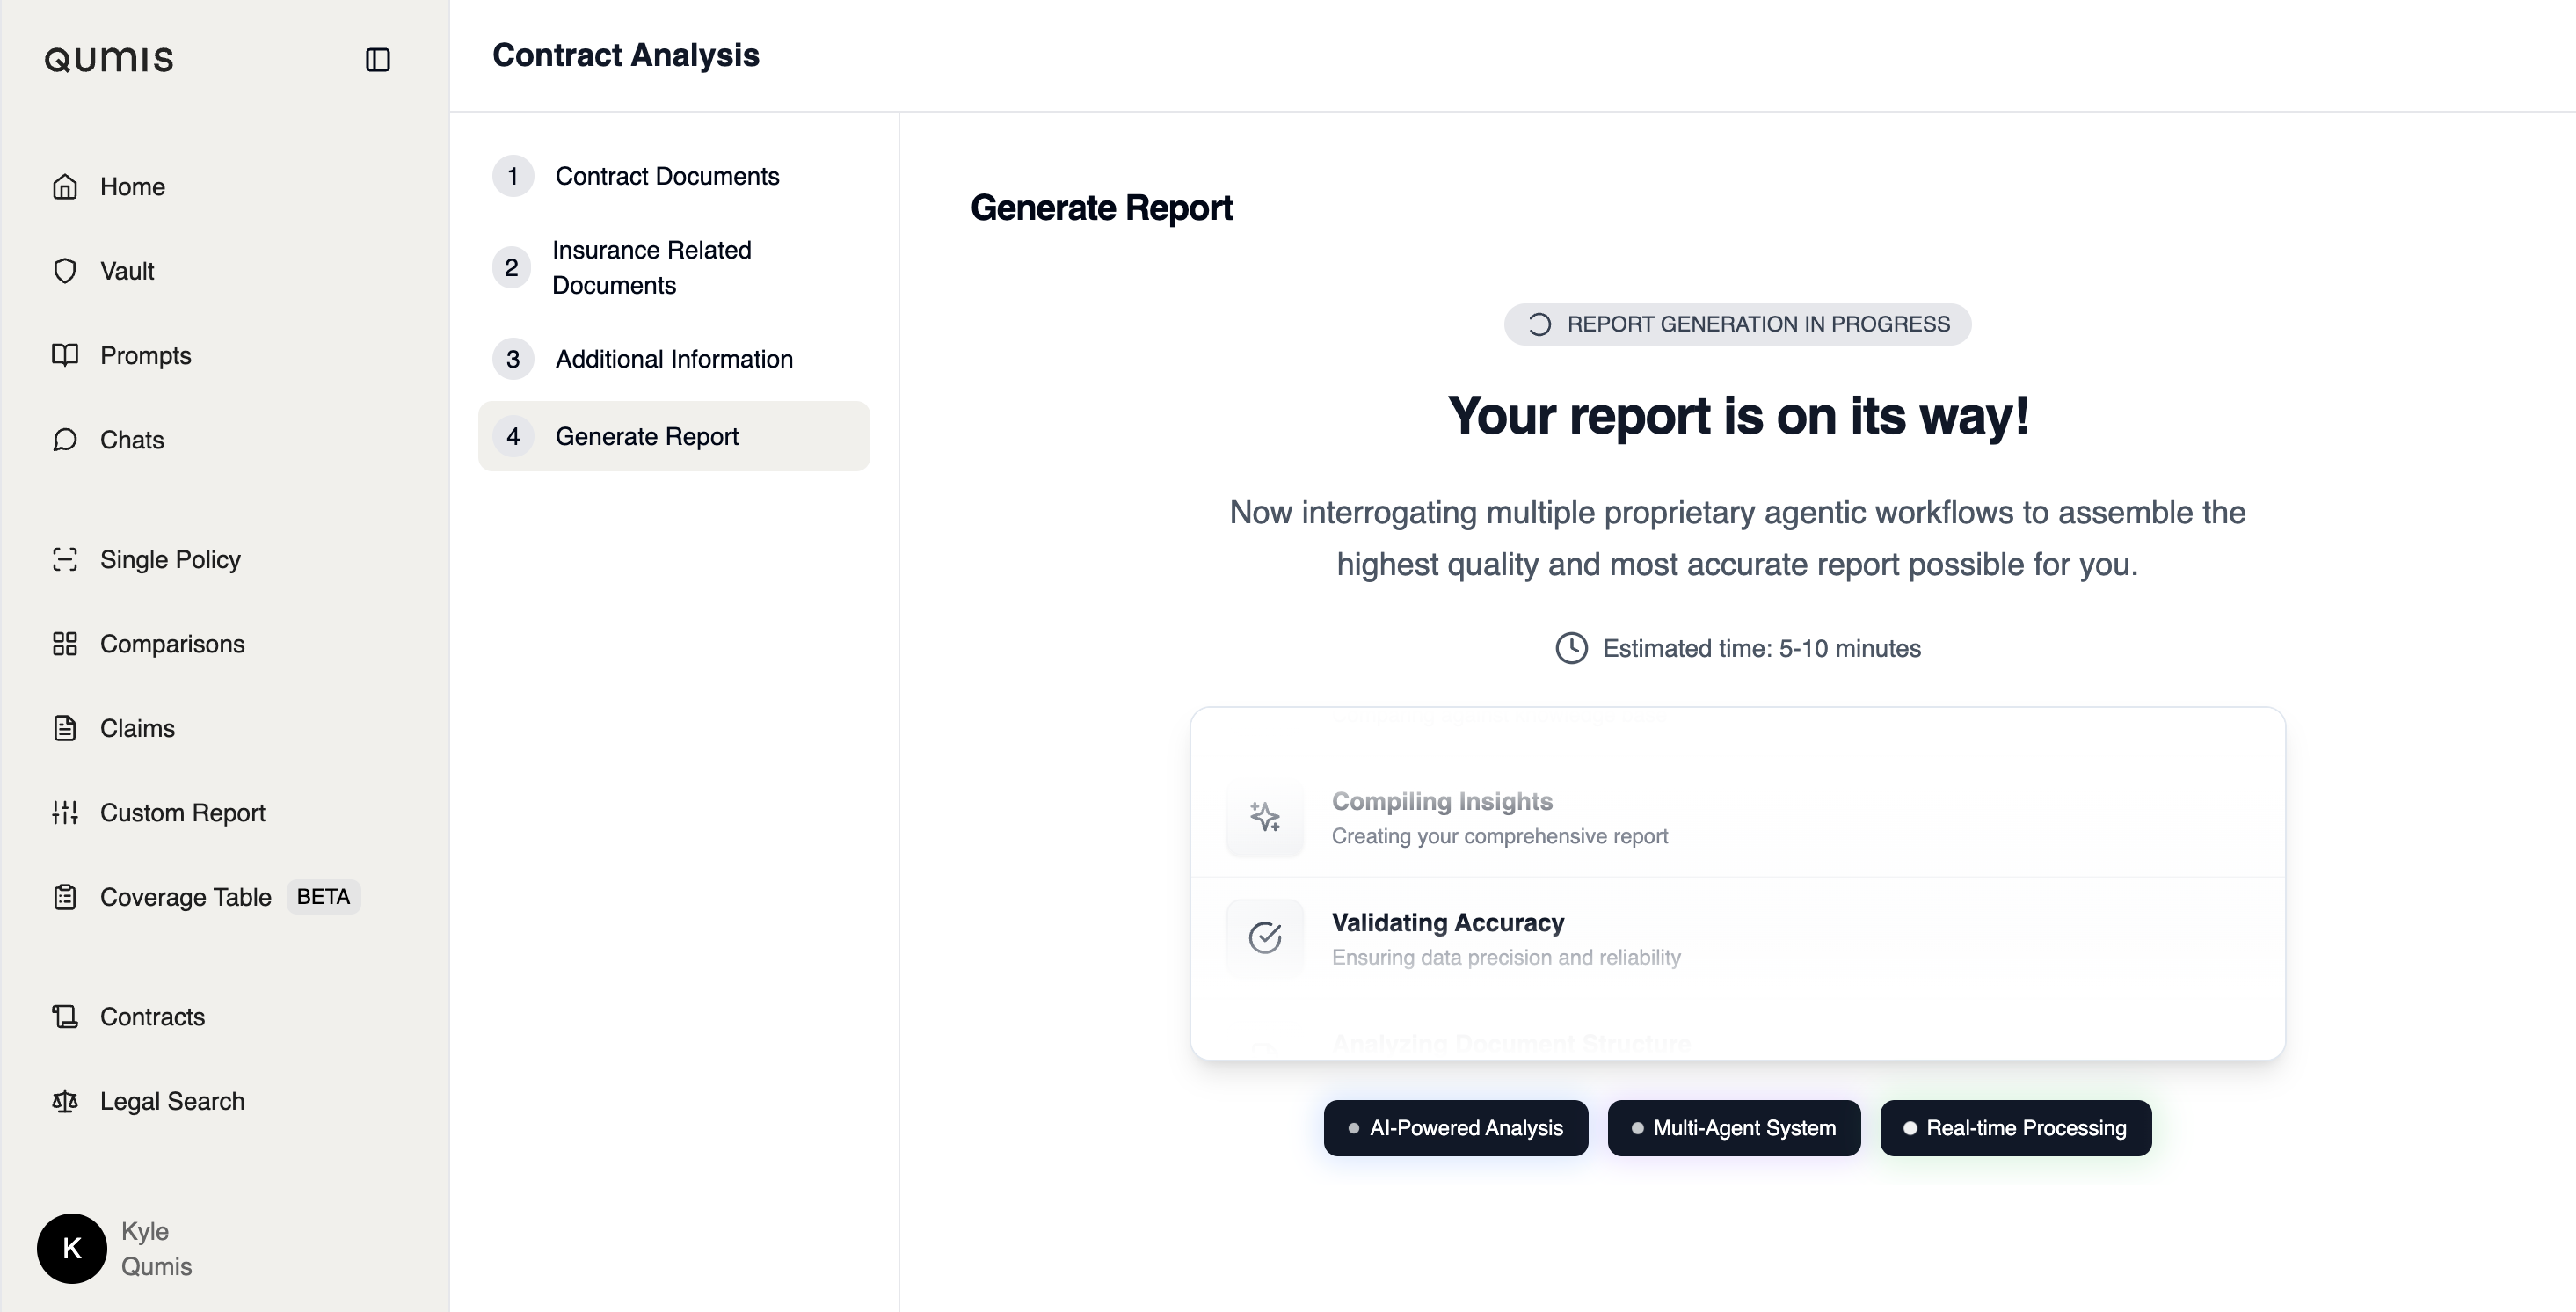 QUMIS
Contract Analysis
Home
Vault
Prompts
Chats
Single Policy
Comparisons
Claims
Custom Report
Coverage Table BETA
Contracts
Legal Search
K
Kyle
Qumis
1 Contract Documents
2 Insurance Related
Documents
3 Additional Information
4 Generate Report
Generate Report
REPORT GENERATION IN PROGRESS
Your report is on its way!
Now interrogating multiple proprietary agentic workflows to assemble the
highest quality and most accurate report possible for you.
Estimated time: 5-10 minutes
Compiling Insights
Creating your comprehensive report
Validating Accuracy
Ensuring data precision and reliability
Analyzing Document Structure
AI-Powered Analysis
Multi-Agent System
Real-time Processing